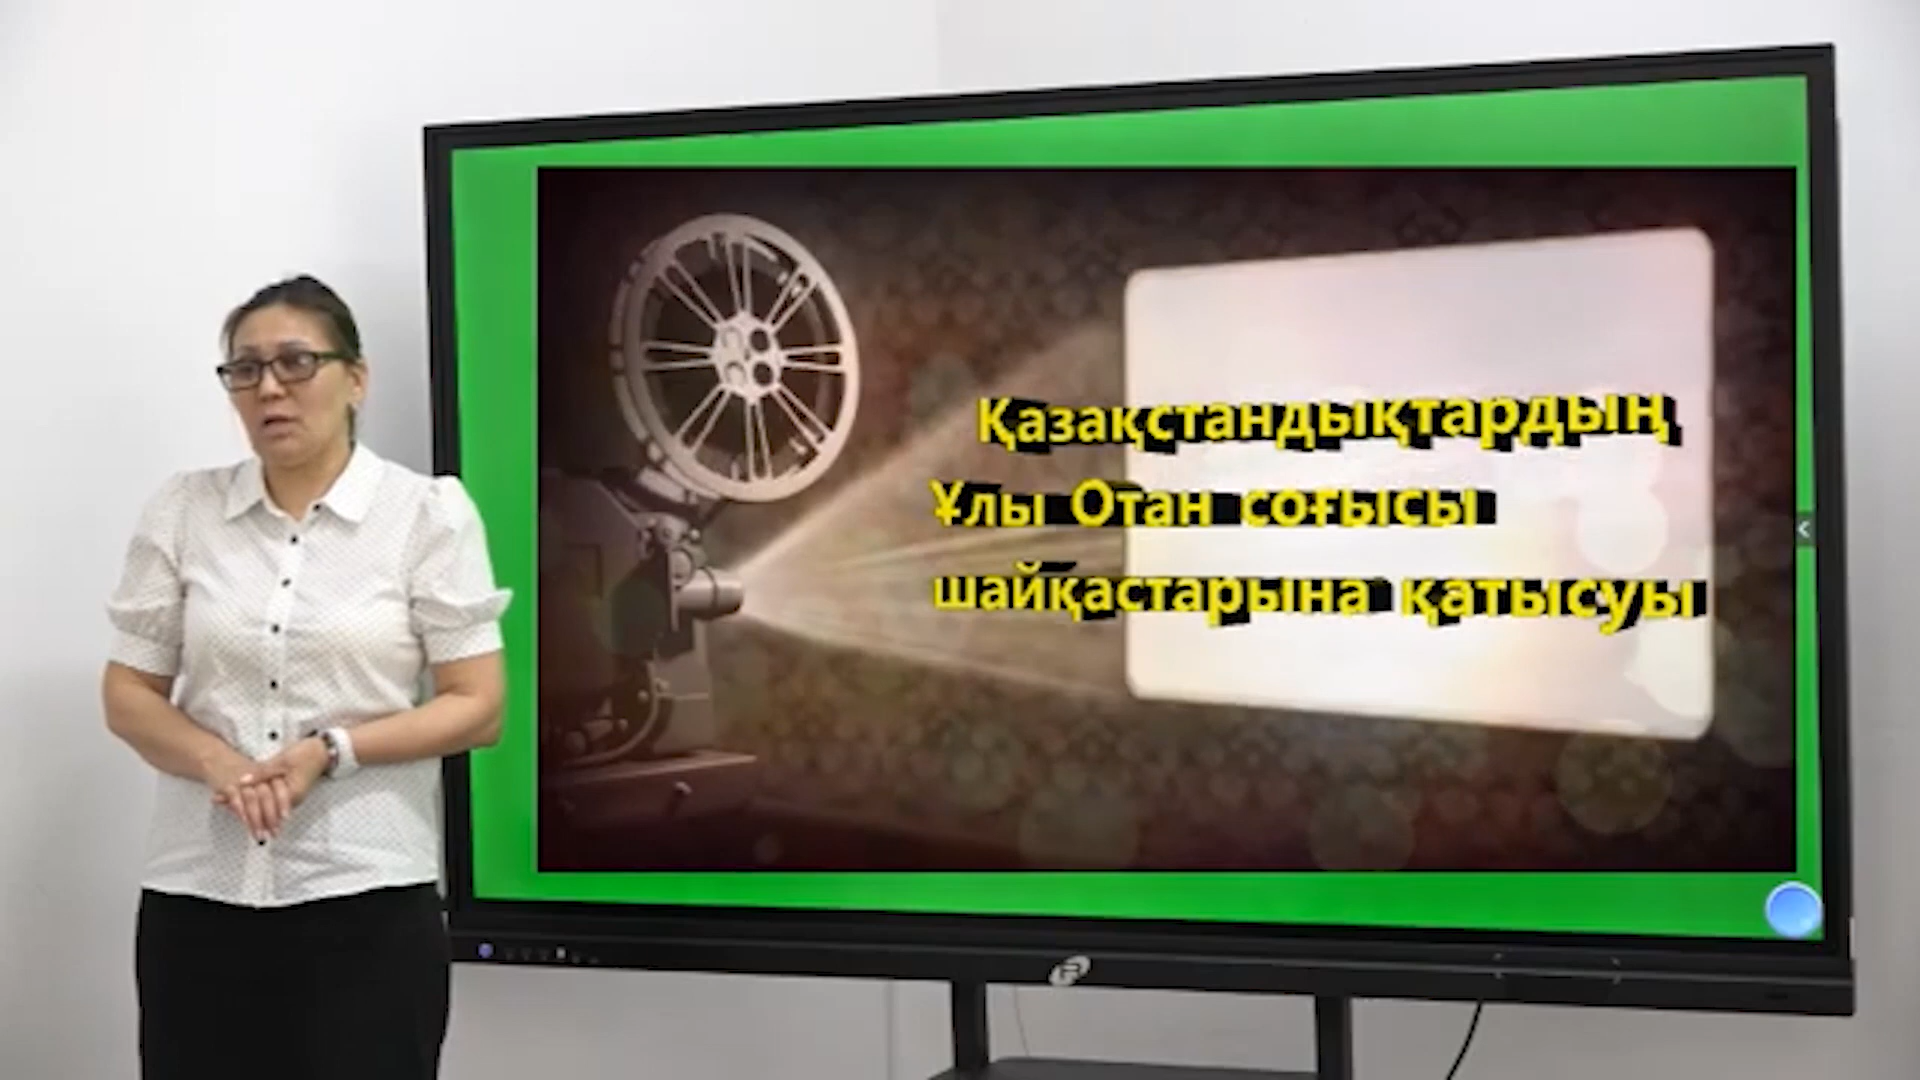 Қазақстандықтардың
Ұлы Отан соғысы
шайқастарына қатысуы